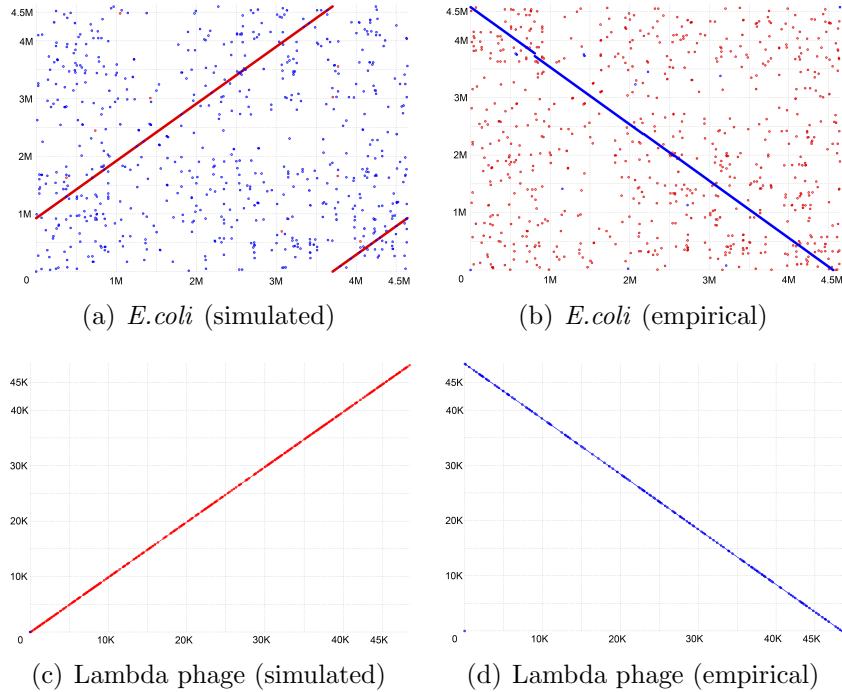 4.5M
4M
3M
2M
1M
0
1M
2M
3M
4M
4.5M
(a) E.coli (simulated)
4.5M
4M
3M
2M
1M
0
1M
2M
3M
4M
4.5M
(b) E.coli (empirical)
45K
40K
30K
20K
10K
0
10K
20K
30K
40K
45K
(c) Lambda phage (simulated)
45K
40K
30K
20K
10K
0
10K
20K
30K
40K
45K
(d) Lambda phage (empirical)